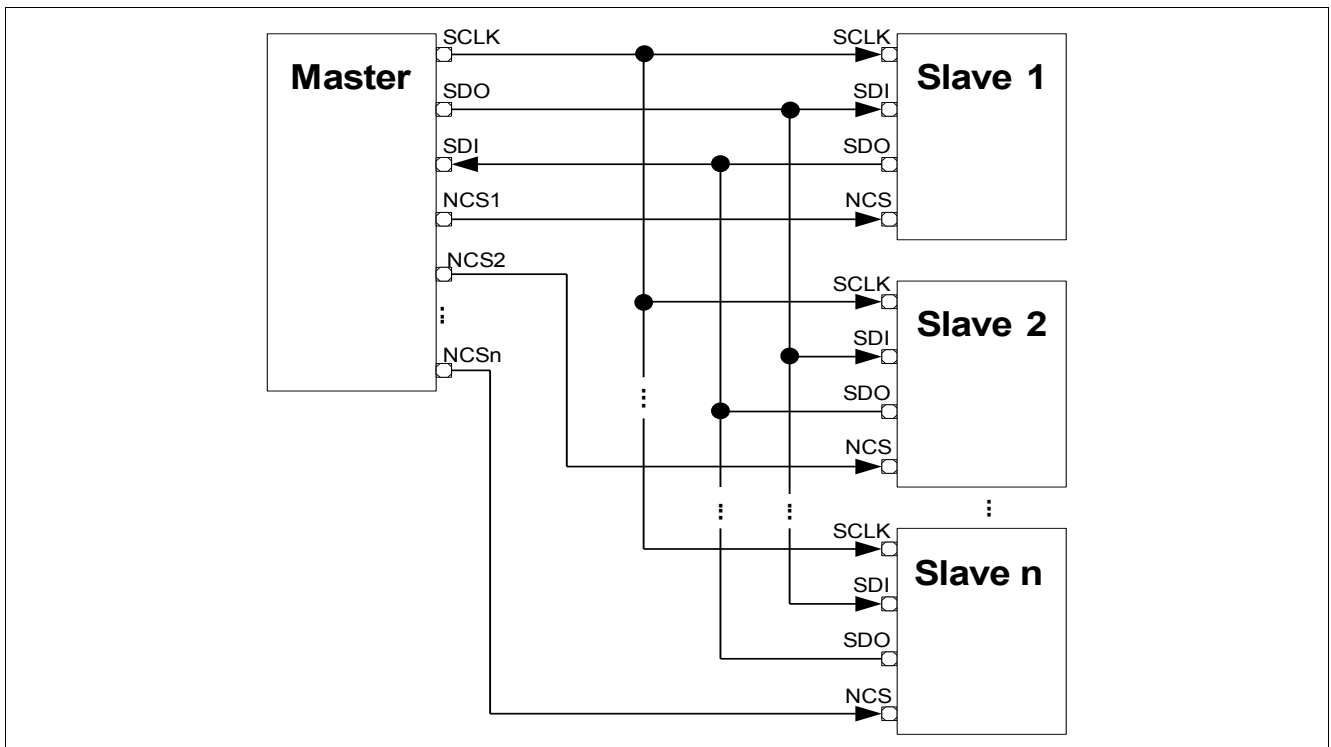 Master
SCLK
SDO
SDI
NCS1
NCS2
...
NCSn
SCLK
Slave 1
SDI
SDO
NCS
SCLK
Slave 2
SDI
SDO
NCS
...
...
...
...
SCLK
Slave n
SDI
SDO
NCS